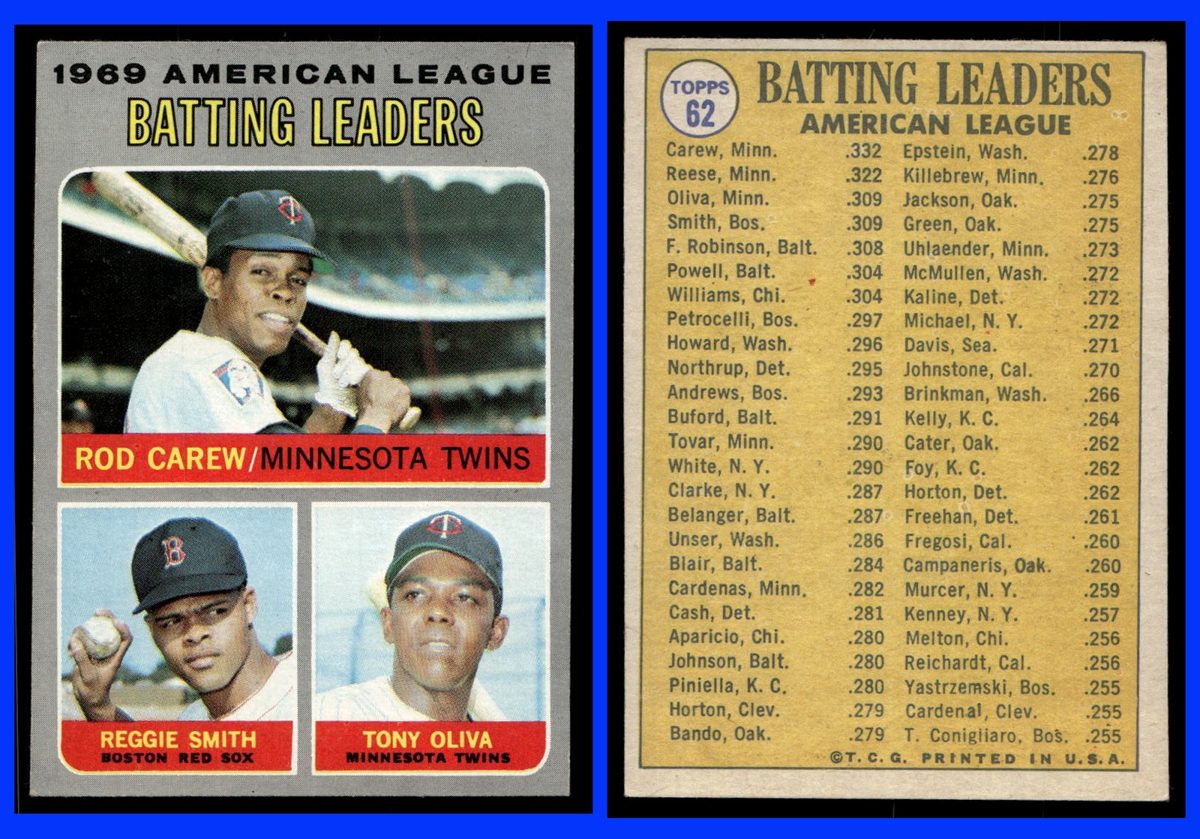 1969 AMERICAN LEAGUE
BATTING LEADERS
ROD CAREW/MINNESOTA TWINS
B
REGGIE SMITH
BOSTON RED SOX
TC
TONY OLIVA
MINNESOTA TWINS
TOPPS
62
BATTING LEADERS
AMERICAN LEAGUE
Carew, Minn. .332 Epstein, Wash. .278
Reese, Minn. .322 Killebrew, Minn. .276
Oliva, Minn. .309 Jackson, Oak. .275
Smith, Bos. .309 Green, Oak. .275
F. Robinson, Balt. .308 Uhlaender, Minn. .273
Powell, Balt. .304 McMullen, Wash. .272
Williams, Chi. .304 Kaline, Det. .272
Petrocelli, Bos. .297 Michael, N. Y. .272
Howard, Wash. .296 Davis, Sea. .271
Northrup, Det. .295 Johnstone, Cal. .270
Andrews, Bos. .293 Brinkman, Wash. .266
Buford, Balt. .291 Kelly, K. C. .264
Tovar, Minn. .290 Cater, Oak. .262
White, N. Y. .290 Foy, K. C. .262
Clarke, N. Y. .287 Horton, Det. .262
Belanger, Balt. .287 Freehan, Det. .261
Unser, Wash. .286 Fregosi, Cal. .260
Blair, Balt. .284 Campaneris, Oak. .260
Cardenas, Minn. .282 Murcer, N. Y. .259
Cash, Det. .281 Kenney, N. Y. .257
Aparicio, Chi. .280 Melton, Chi. .256
Johnson, Balt. .280 Reichardt, Cal. .256
Piniella, K. C. .280 Yastrzemski, Bos. .255
Horton, Clev. .279 Cardenal, Clev. .255
Bando, Oak. .279 T. Conigliaro, Bos. .255
©T. C. G. PRINTED IN U.S.A.